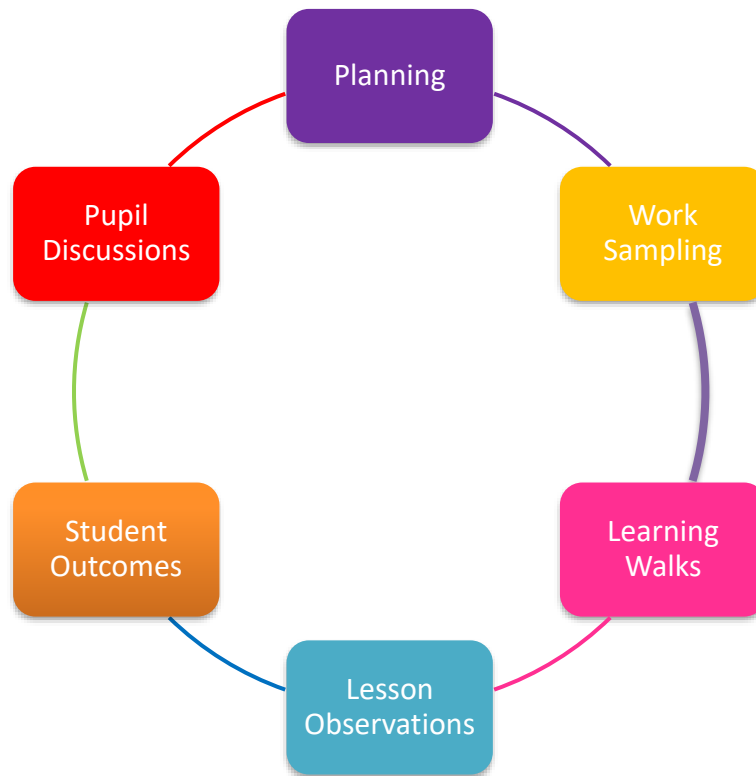 Planning
Work
Sampling
Learning
Walks
Lesson
Observations
Student
Outcomes
Pupil
Discussions